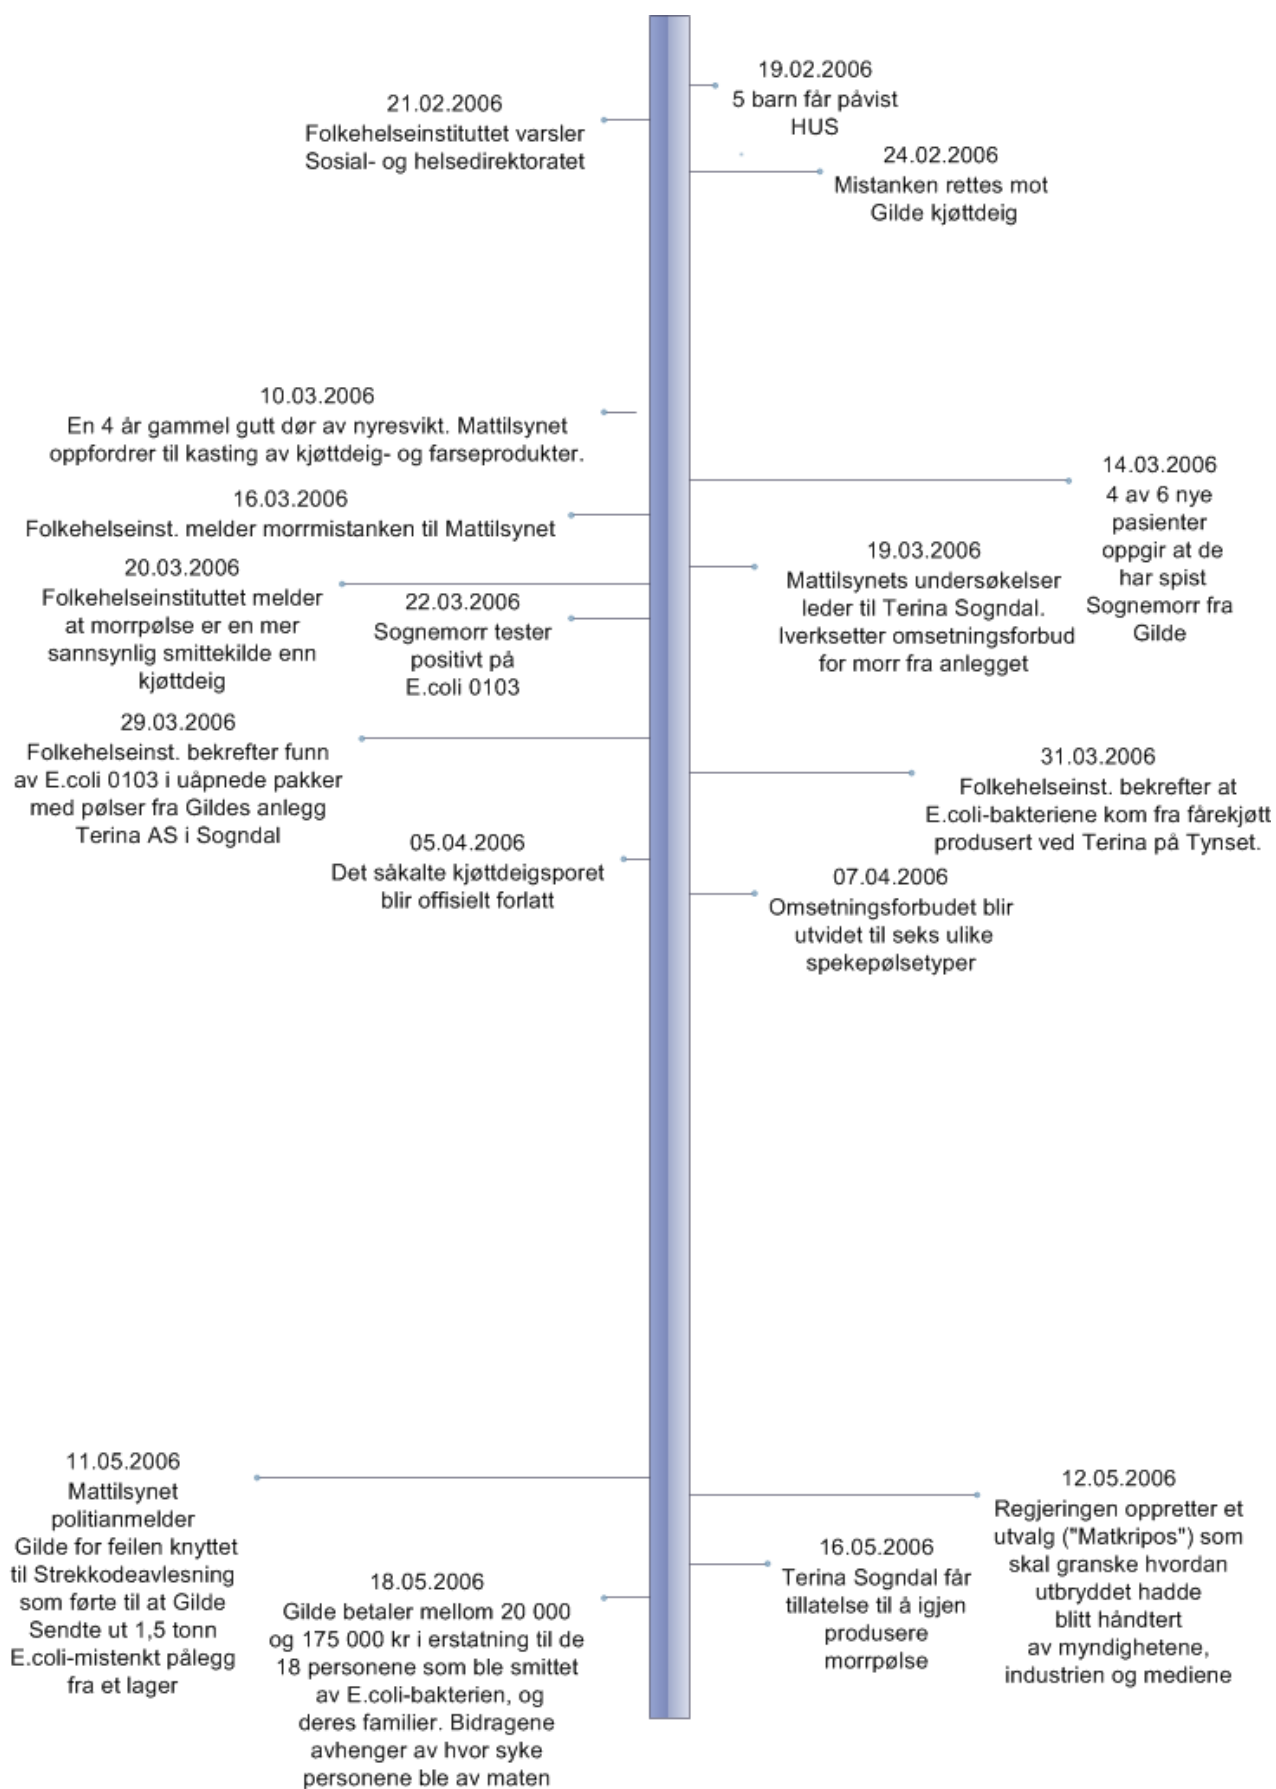 19.02.2006
5 barn får påvist
HUS
21.02.2006
Folkehelseinstituttet varsler
Sosial- og helsedirektoratet
24.02.2006
Mistanken rettes mot
Gilde kjøttdeig
10.03.2006
En 4 år gammel gutt dør av nyresvikt. Mattilsynet
oppfordrer til kasting av kjøttdeig- og farseprodukter.
14.03.2006
4 av 6 nye
pasienter
oppgir at de
har spist
Sognemorr fra
Gilde
16.03.2006
Folkehelseinst. melder morrmistanken til Mattilsynet
19.03.2006
Mattilsynets undersøkelser
leder til Terina Sogndal.
Iverksetter omsetningsforbud
for morr fra anlegget
20.03.2006
Folkehelseinstituttet melder
at morrpølse er en mer
sannsynlig smittekilde enn
kjøttdeig
22.03.2006
Sognemorr tester
positivt på
E.coli 0103
29.03.2006
Folkehelseinst. bekrefter funn
av E.coli 0103 i uåpnede pakker
med pølser fra Gildes anlegg
Terina AS i Sogndal
31.03.2006
Folkehelseinst. bekrefter at
E.coli-bakteriene kom fra fårekjøtt
produsert ved Terina på Tynset.
05.04.2006
Det såkalte kjøttdeigsporet
blir offisielt forlatt
07.04.2006
Omsetningsforbudet blir
utvidet til seks ulike
spekepølsetyper
11.05.2006
Mattilsynet
politianmelder
Gilde for feilen knyttet
til Strekkodeavlesning
som førte til at Gilde
Sendte ut 1,5 tonn
E.coli-mistenkt pålegg
fra et lager
12.05.2006
Regjeringen oppretter et
utvalg ("Matkripos") som
skal granske hvordan
utbryddet hadde
blitt håndtert
av myndighetene,
industrien og mediene
16.05.2006
Terina Sogndal får
tillatelse til å igjen
produsere
morrpølse
18.05.2006
Gilde betaler mellom 20 000
og 175 000 kr i erstatning til de
18 personene som ble smittet
av E.coli-bakterien, og
deres familier. Bidragene
avhenger av hvor syke
personene ble av maten